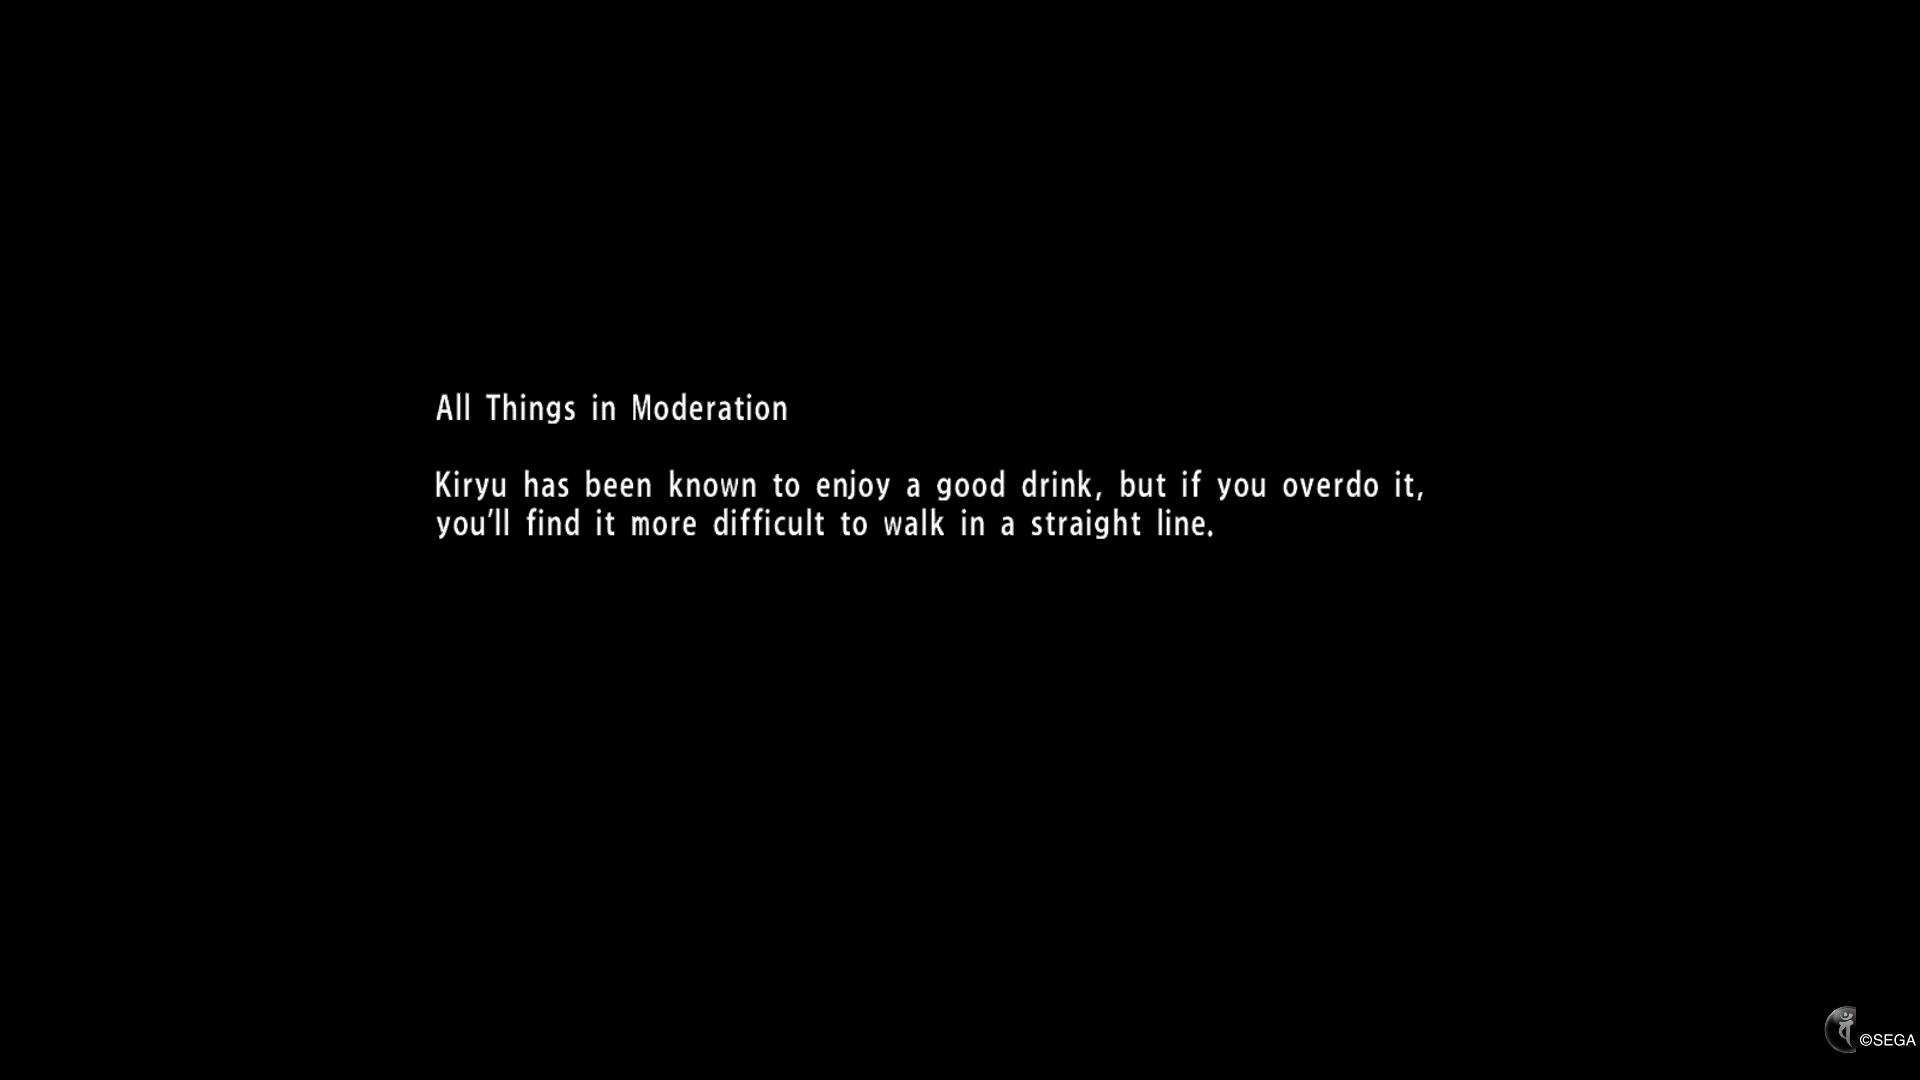 All Things in Moderation
Kiryu has been known to enjoy a good drink, but if you overdo it,
you'll find it more difficult to walk in a straight line.
©SEGA